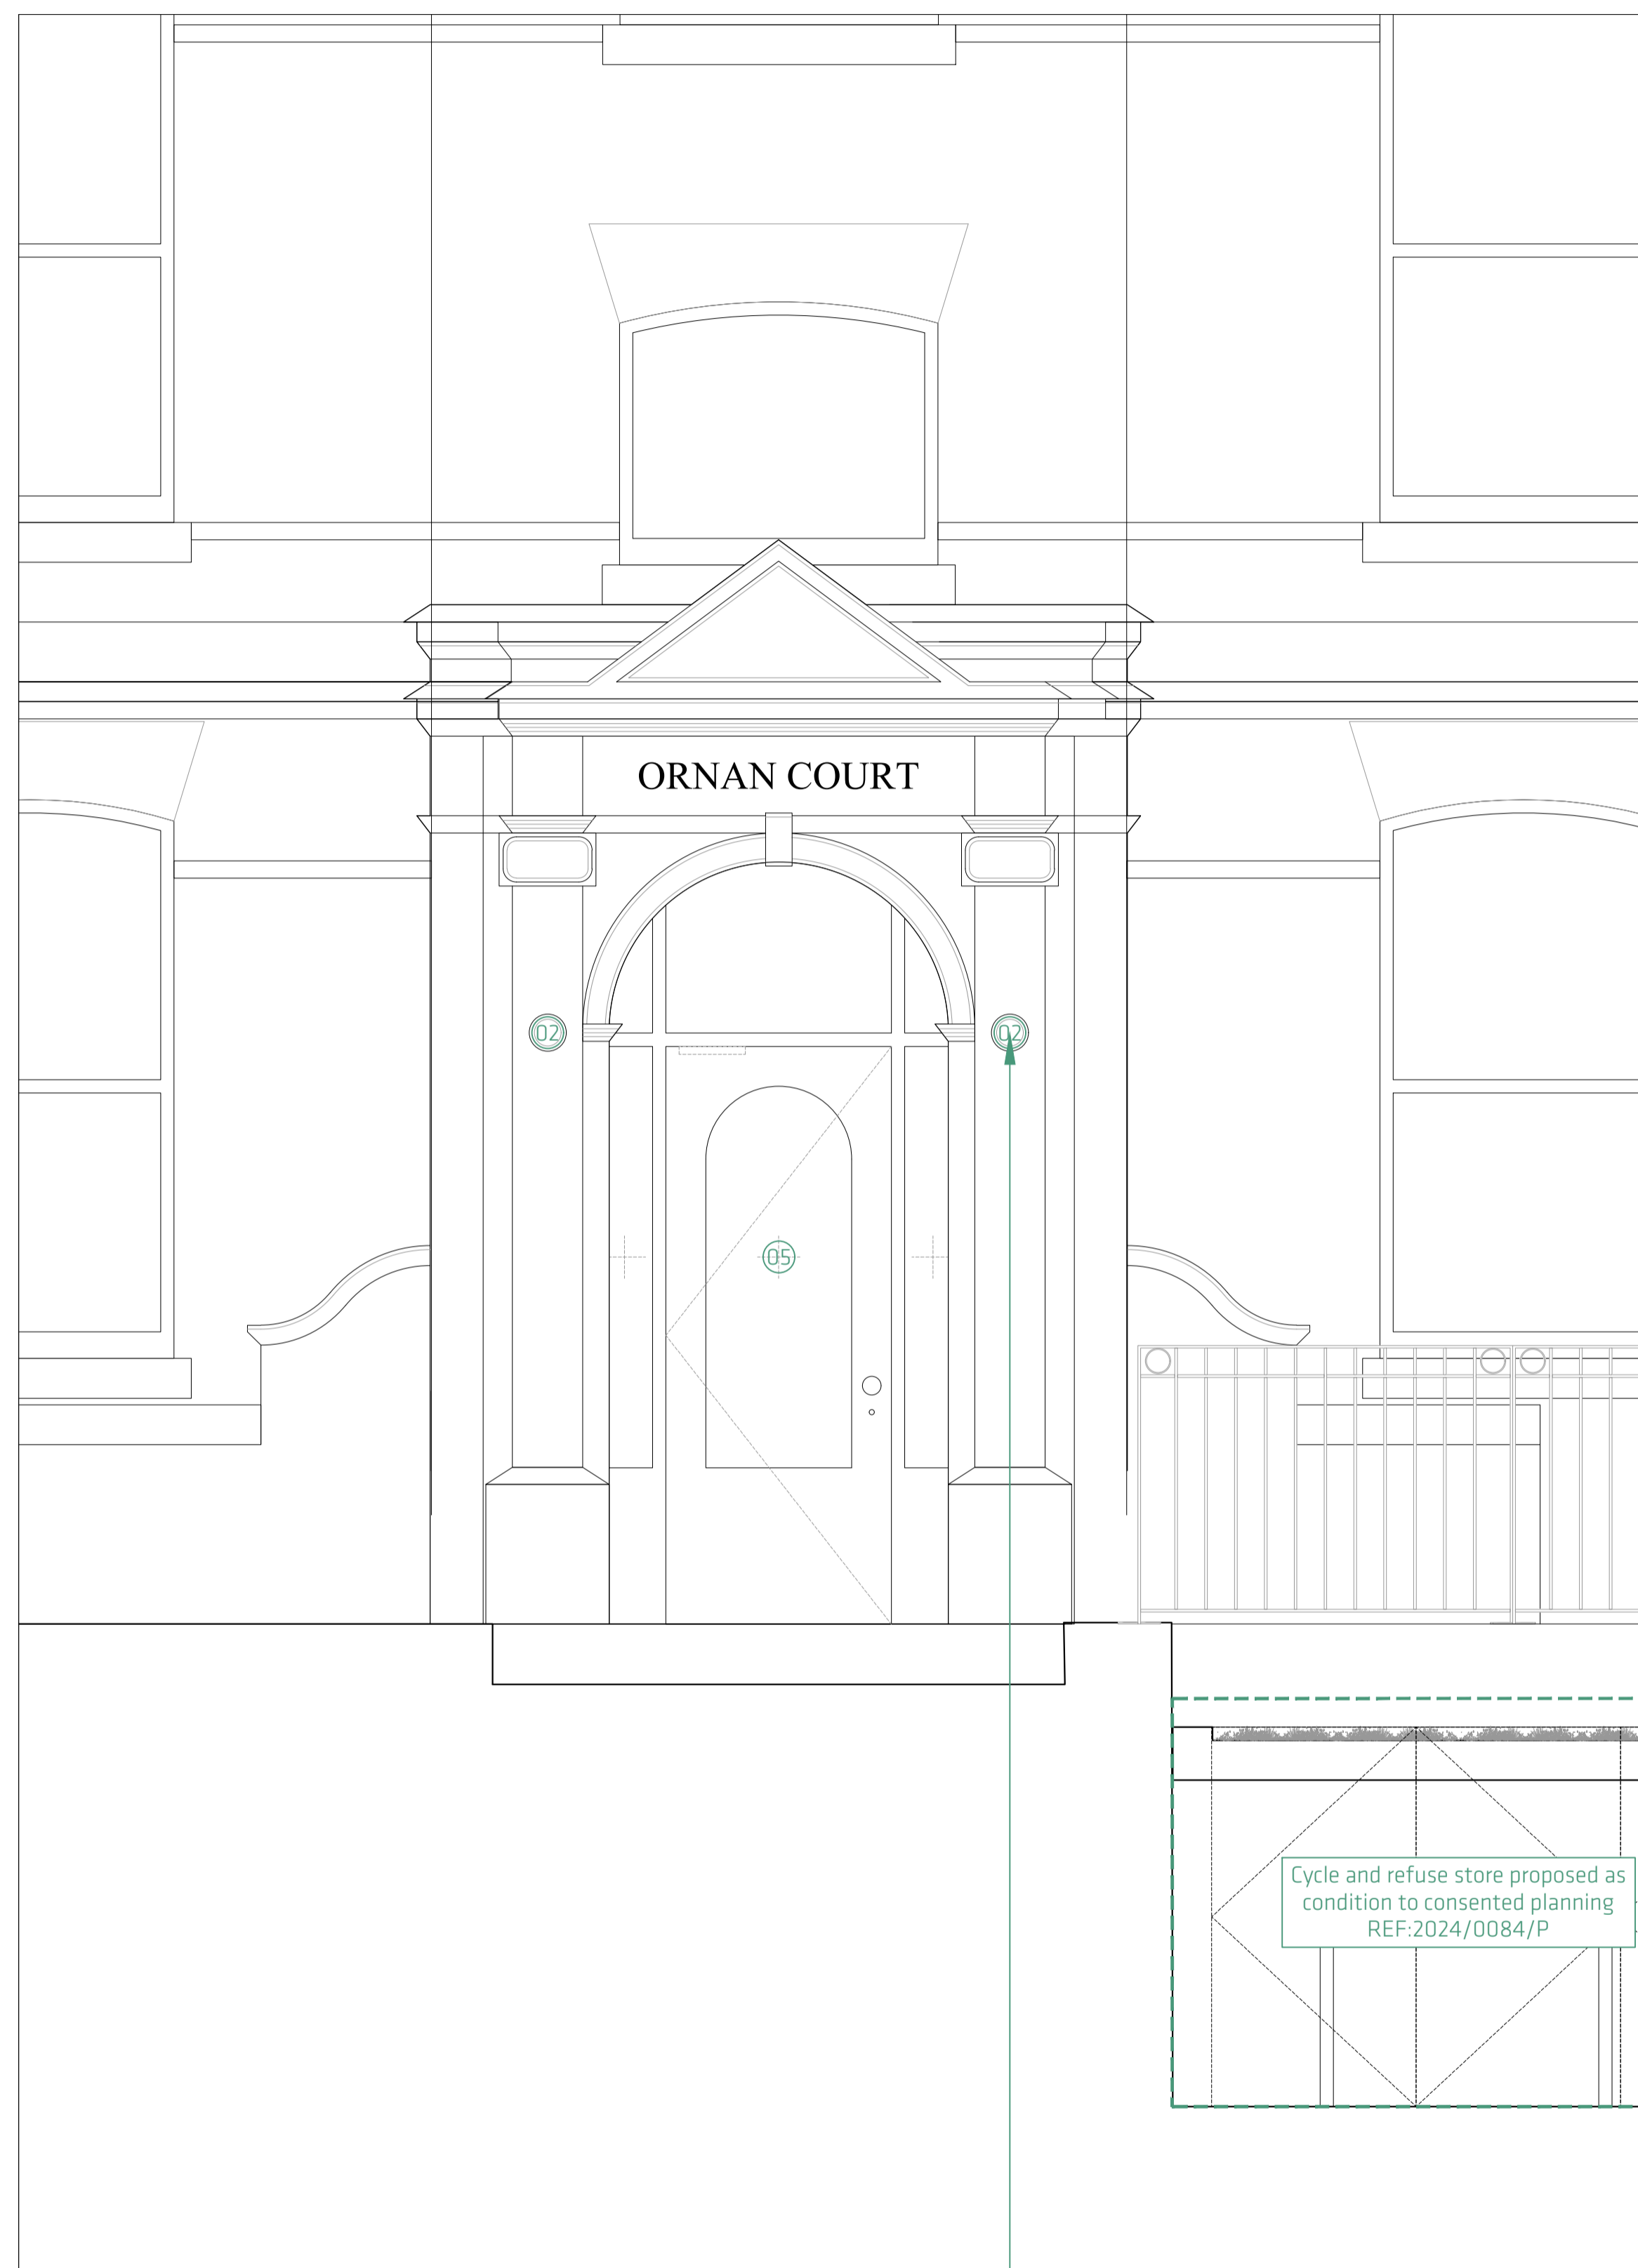 ORNAN COURT
02
02
05
Cycle and refuse store proposed as
condition to consented planning
REF:2024/0084/P